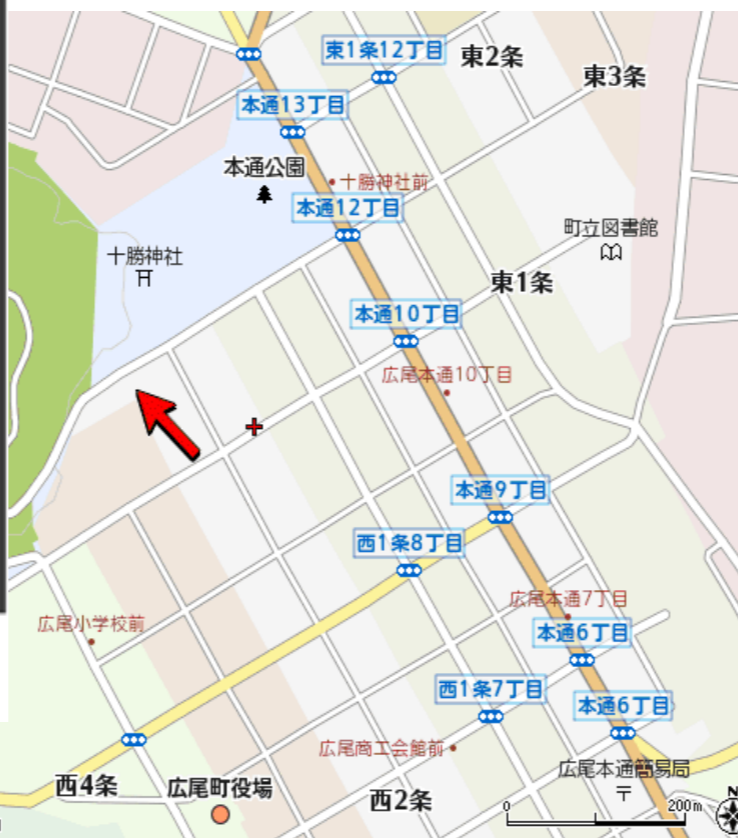 東1条12丁目
東2条
東3条
本通13丁目
本通公園
十勝神社前
本通12丁目
町立図書館
十勝神社
東1条
本通10丁目
広尾本通10丁目
本通9丁目
西1条8丁目
広尾本通7丁目
広尾小学校前
本通6丁目
西1条7丁目
本通6丁目
広尾商工会館前
広尾本通簡易局
西4条
広尾町役場
西2条
0
200m
N